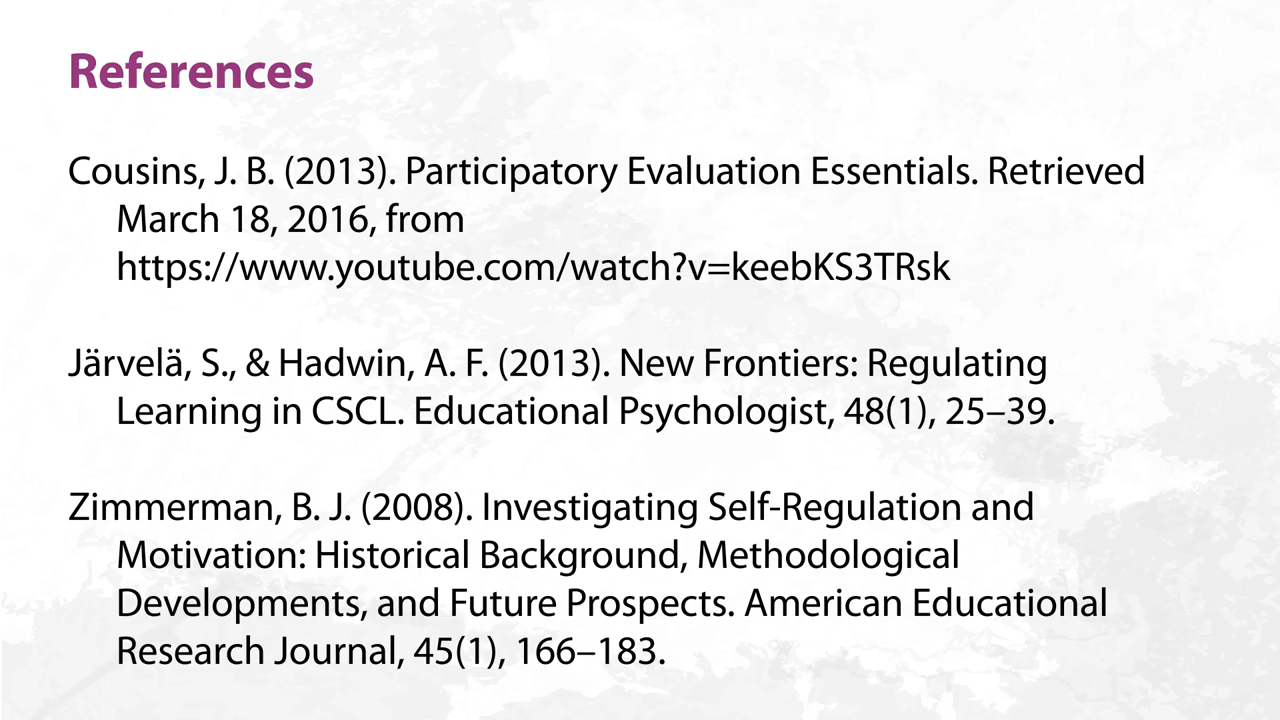 References
Cousins, J. B. (2013). Participatory Evaluation Essentials. Retrieved
March 18, 2016, from
https://www.youtube.com/watch?v=keebKS3TRsk
Järvelä, S., & Hadwin, A. F. (2013). New Frontiers: Regulating
Learning in CSCL. Educational Psychologist, 48(1), 25–39.
Zimmerman, B. J. (2008). Investigating Self-Regulation and
Motivation: Historical Background, Methodological
Developments, and Future Prospects. American Educational
Research Journal, 45(1), 166–183.